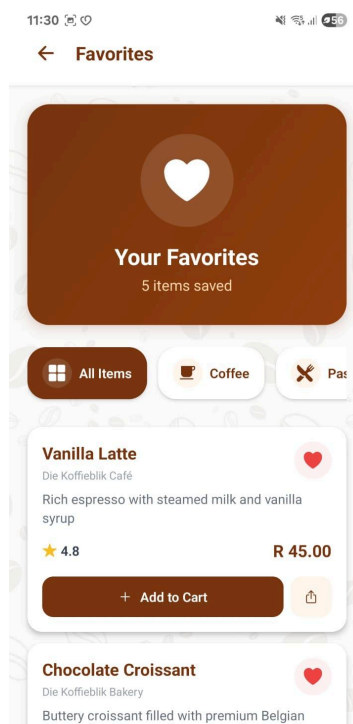 11:30
56
Favorites
Your Favorites
5 items saved
All Items
Coffee
Pas
Vanilla Latte
Die Koffieblik Café
Rich espresso with steamed milk and vanilla
syrup
4.8
R 45.00
+ Add to Cart
Chocolate Croissant
Die Koffieblik Bakery
Buttery croissant filled with premium Belgian